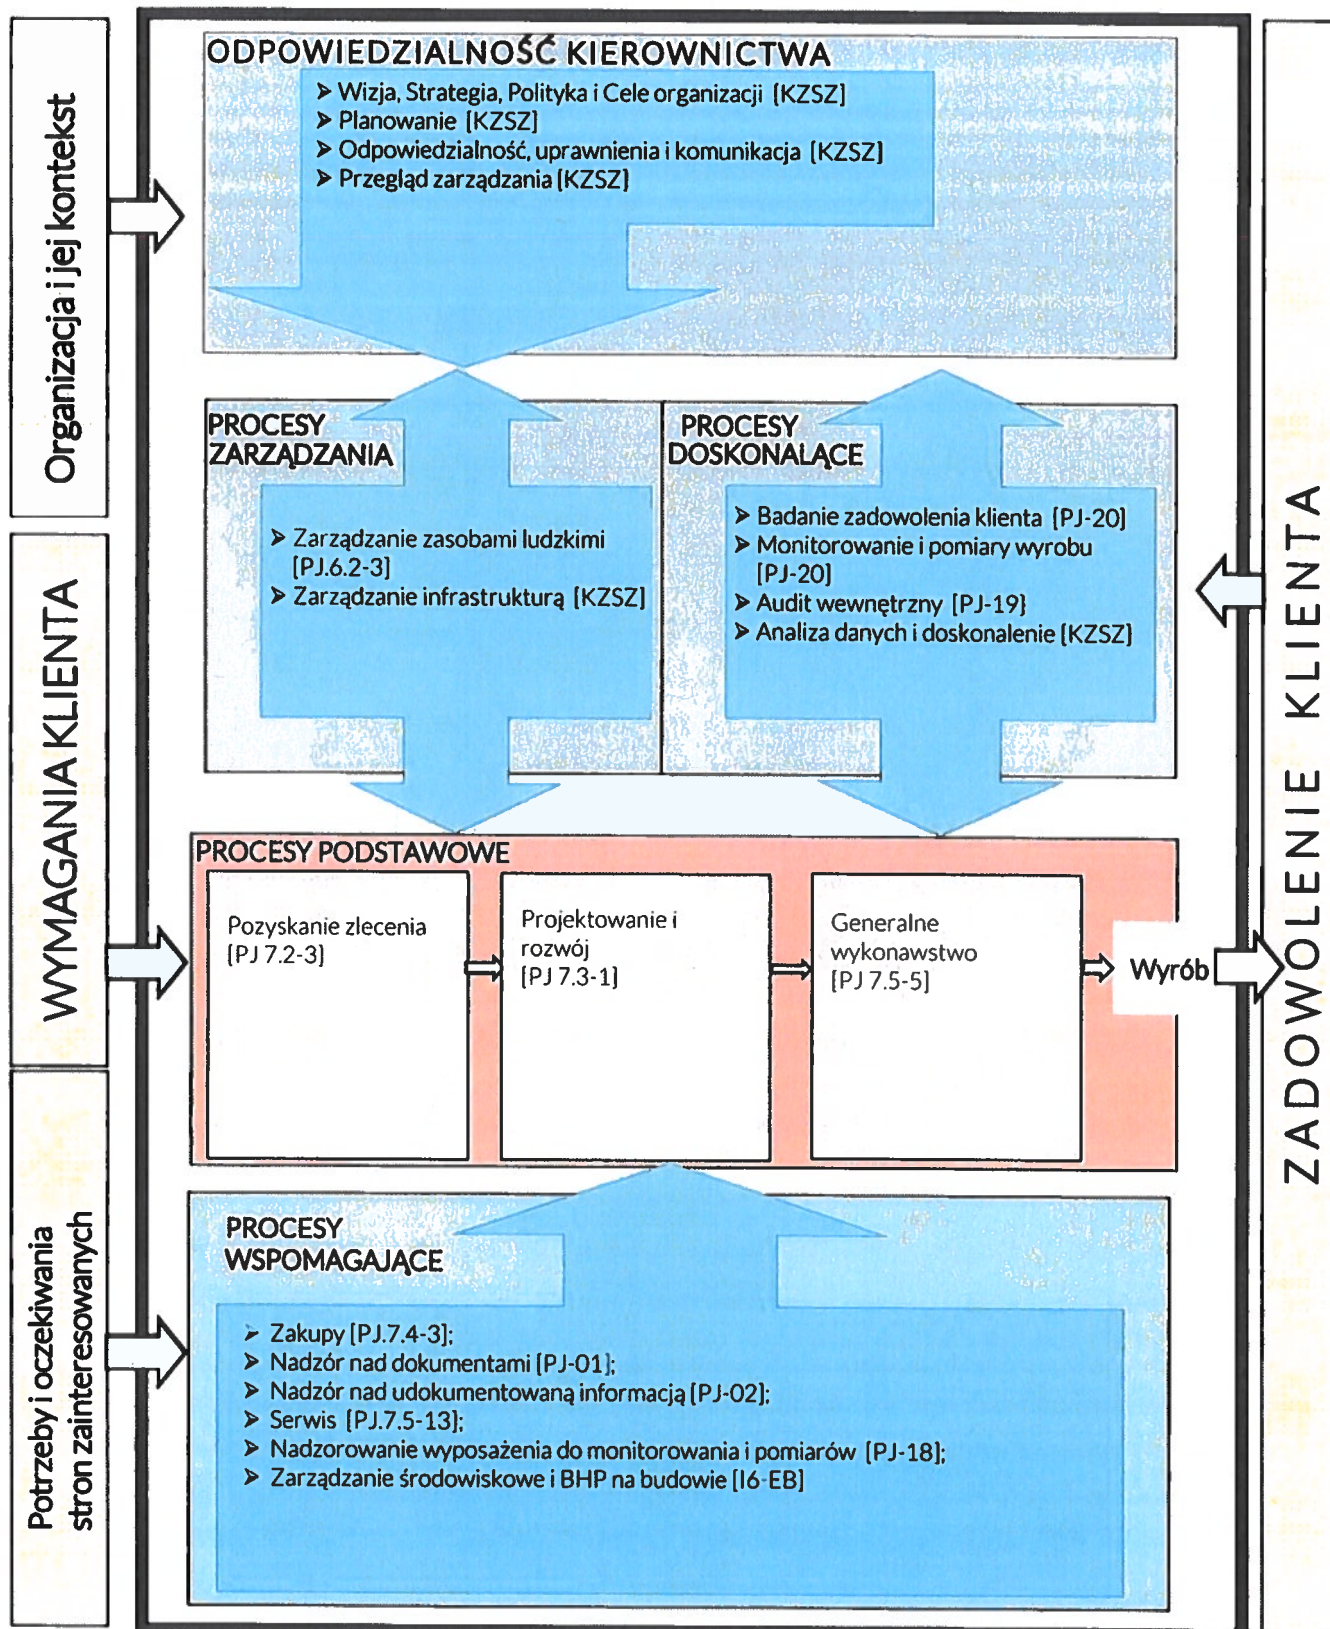 Organizacja i jej kontekst
WYMAGANIA KLIENTA
Potrzeby i oczekiwania
stron zainteresowanych
ODPOWIEDZIALNOŚĆ KIEROWNICTWA
➢ Wizja, Strategia, Polityka i Cele organizacji [KZSZ]
➢ Planowanie [KZSZ]
➢ Odpowiedzialność, uprawnienia i komunikacja [KZSZ]
➢ Przegląd zarządzania [KZSZ]
PROCESY
ZARZĄDZANIA
➢ Zarządzanie zasobami ludzkimi
[PJ.6.2-3]
➢ Zarządzanie infrastrukturą [KZSZ]
PROCESY
DOSKONALĄCE
➢ Badanie zadowolenia klienta [PJ-20]
➢ Monitorowanie i pomiary wyrobu
[PJ-20]
➢ Audit wewnętrzny [PJ-19]
➢ Analiza danych i doskonalenie [KZSZ]
PROCESY PODSTAWOWE
Pozyskanie zlecenia
[PJ 7.2-3]
Projektowanie i
rozwój
[PJ 7.3-1]
Generalne
wykonawstwo
[PJ 7.5-5]
Wyrób
PROCESY
WSPOMAGAJĄCE
➢ Zakupy [PJ.7.4-3];
➢ Nadzór nad dokumentami [PJ-01];
➢ Nadzór nad udokumentowaną informacją [PJ-02];
➢ Serwis [PJ.7.5-13];
➢ Nadzorowanie wyposażenia do monitorowania i pomiarów [PJ-18];
➢ Zarządzanie środowiskowe i BHP na budowie [I6-EB]
ZADOWOLENIE KLIENTA